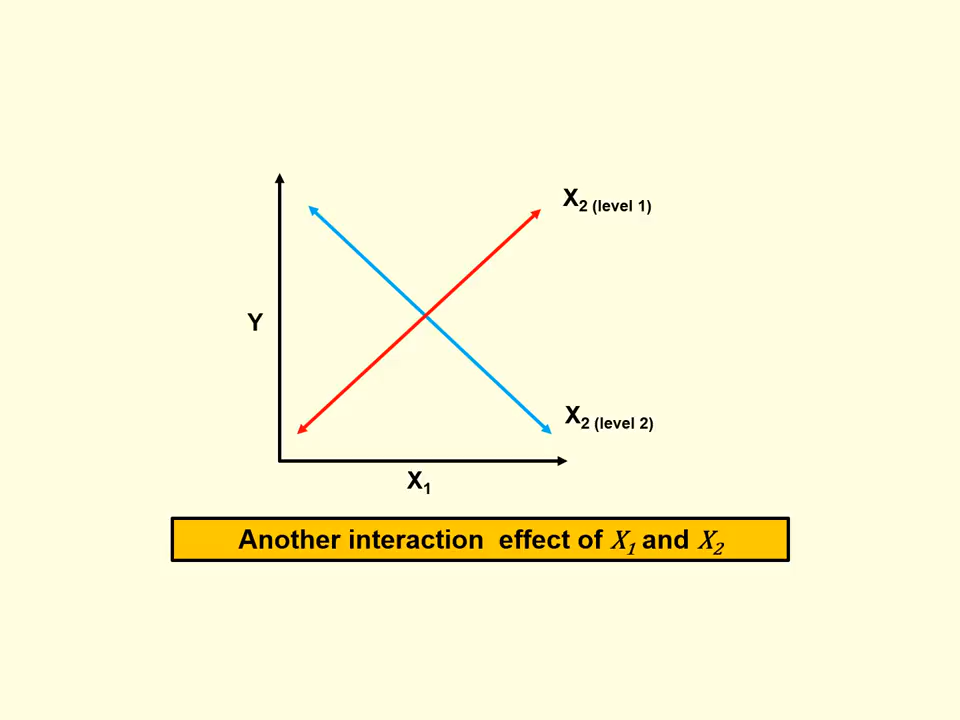 X₂ (level 1)
Y
X₂ (level 2)
X₁
Another interaction effect of X₁ and X₂